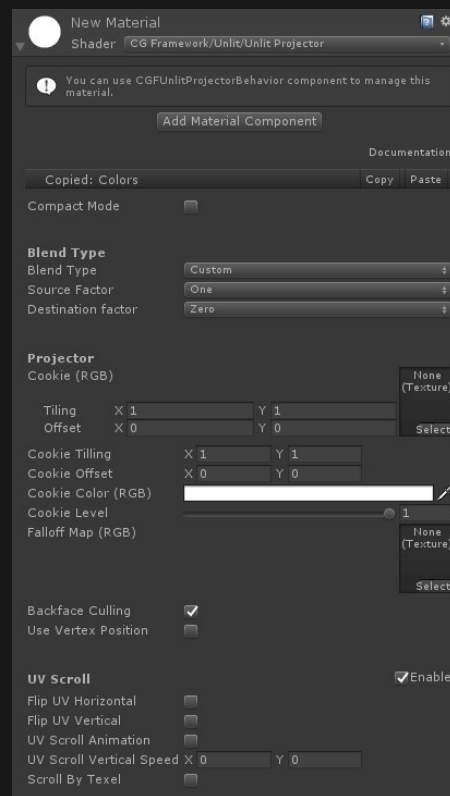 New Material
Shader CG Framework/Unlit/Unlit Projector
You can use CGFUnlitProjectorBehavior component to manage this
material.
Add Material Component
Documentation
Copied: Colors Copy Paste
Compact Mode
Blend Type
Blend Type Custom
Source Factor One
Destination factor Zero
Projector
Cookie (RGB) None
(Texture)
Tiling X 1 Y 1
Offset X 0 Y 0 Select
Cookie Tilling X 1 Y 1
Cookie Offset X 0 Y 0
Cookie Color (RGB)
Cookie Level 1
Falloff Map (RGB) None
(Texture)
Select
Backface Culling
Use Vertex Position
UV Scroll Enable
Flip UV Horizontal
Flip UV Vertical
UV Scroll Animation
UV Scroll Vertical Speed X 0 Y 0
Scroll By Texel